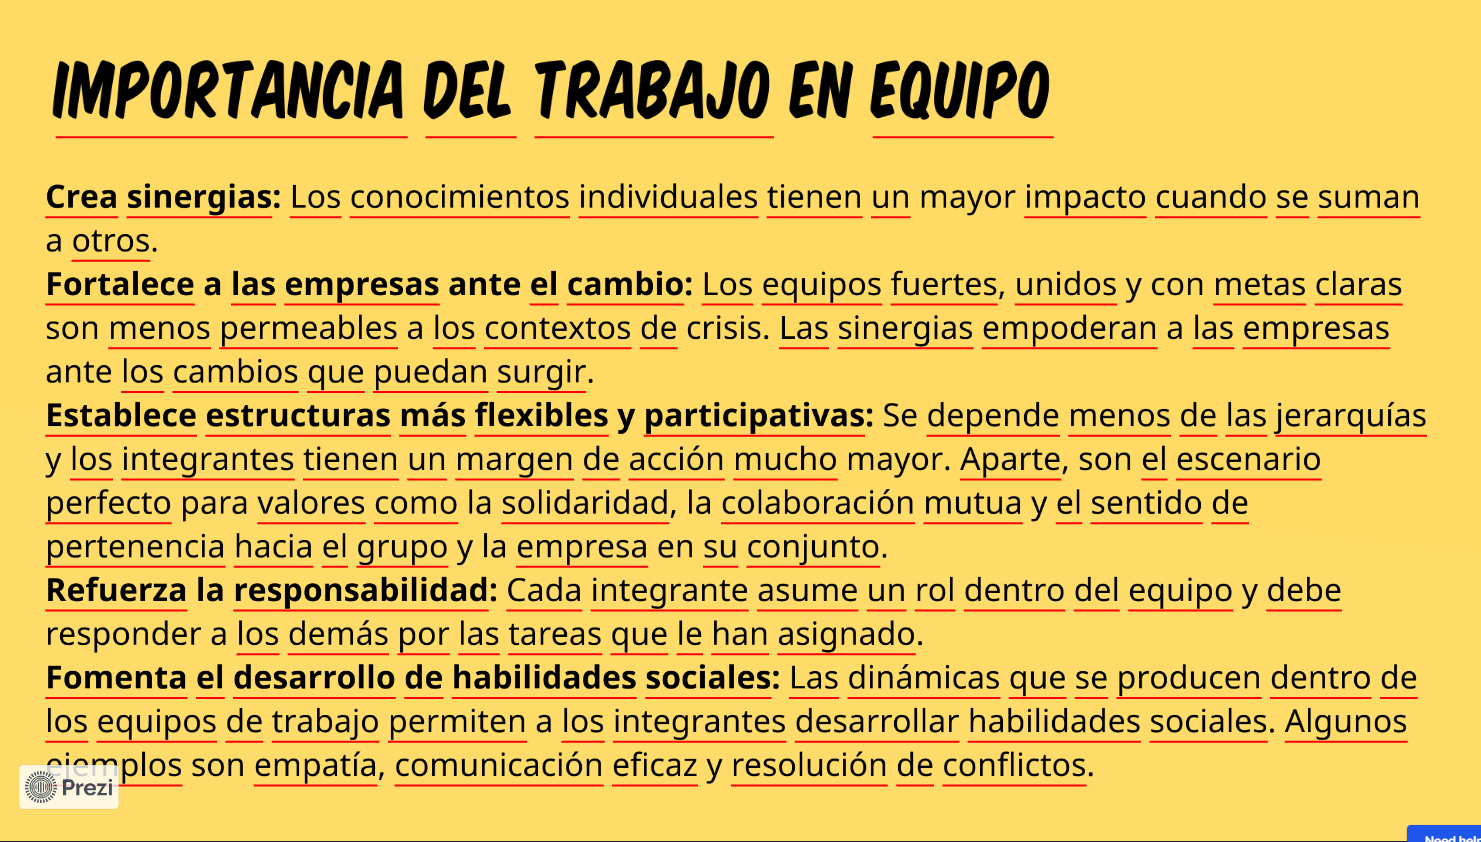 IMPORTANCIA DEL TRABAJO EN EQUIPO
Crea sinergias: Los conocimientos individuales tienen un mayor impacto cuando se suman
a otros.
Fortalece a las empresas ante el cambio: Los equipos fuertes, unidos y con metas claras
son menos permeables a los contextos de crisis. Las sinergias empoderan a las empresas
ante los cambios que puedan surgir.
Establece estructuras más flexibles y participativas: Se depende menos de las jerarquías
y los integrantes tienen un margen de acción mucho mayor. Aparte, son el escenario
perfecto para valores como la solidaridad, la colaboración mutua y el sentido de
pertenencia hacia el grupo y la empresa en su conjunto.
Refuerza la responsabilidad: Cada integrante asume un rol dentro del equipo y debe
responder a los demás por las tareas que le han asignado.
Fomenta el desarrollo de habilidades sociales: Las dinámicas que se producen dentro de
los equipos de trabajo permiten a los integrantes desarrollar habilidades sociales. Algunos
ejemplos son empatía, comunicación eficaz y resolución de conflictos.
Prezi
Need help